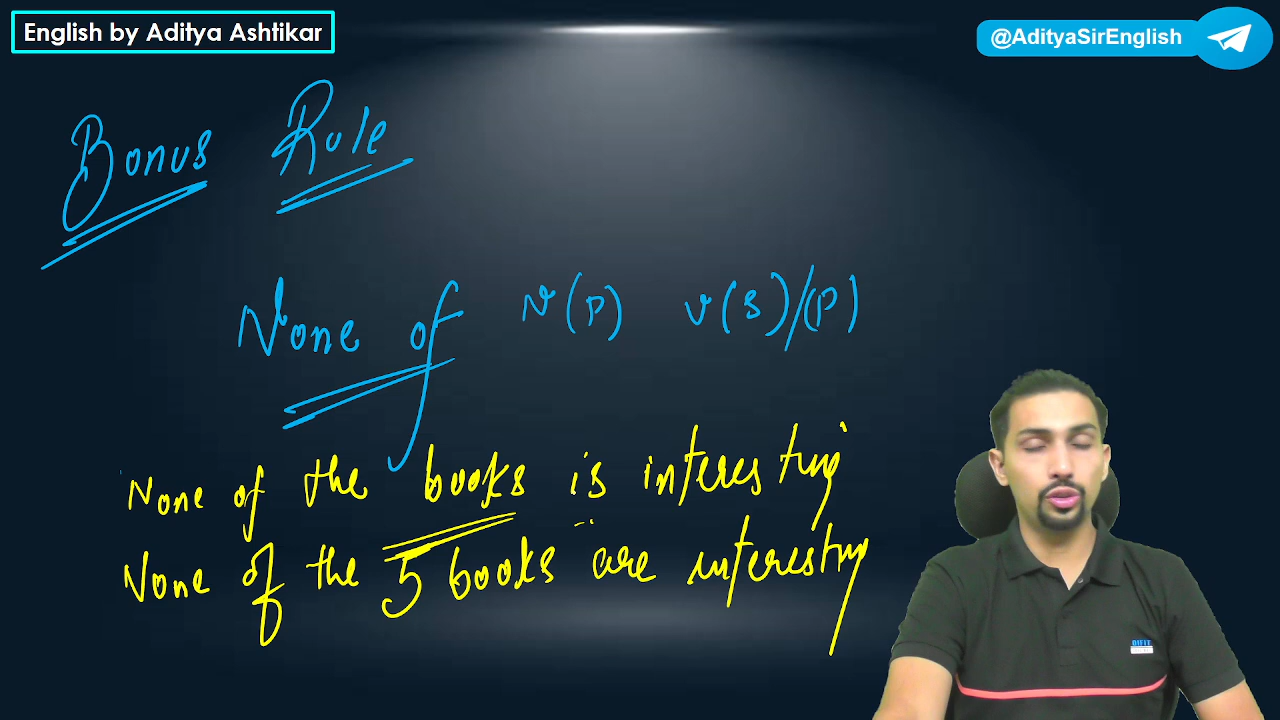 English by Aditya Ashtikar
@AdityaSirEnglish
Bonus Rule
None of N(P) V(S)/(P)
None of the books is interesting
None of the 5 books are interesting